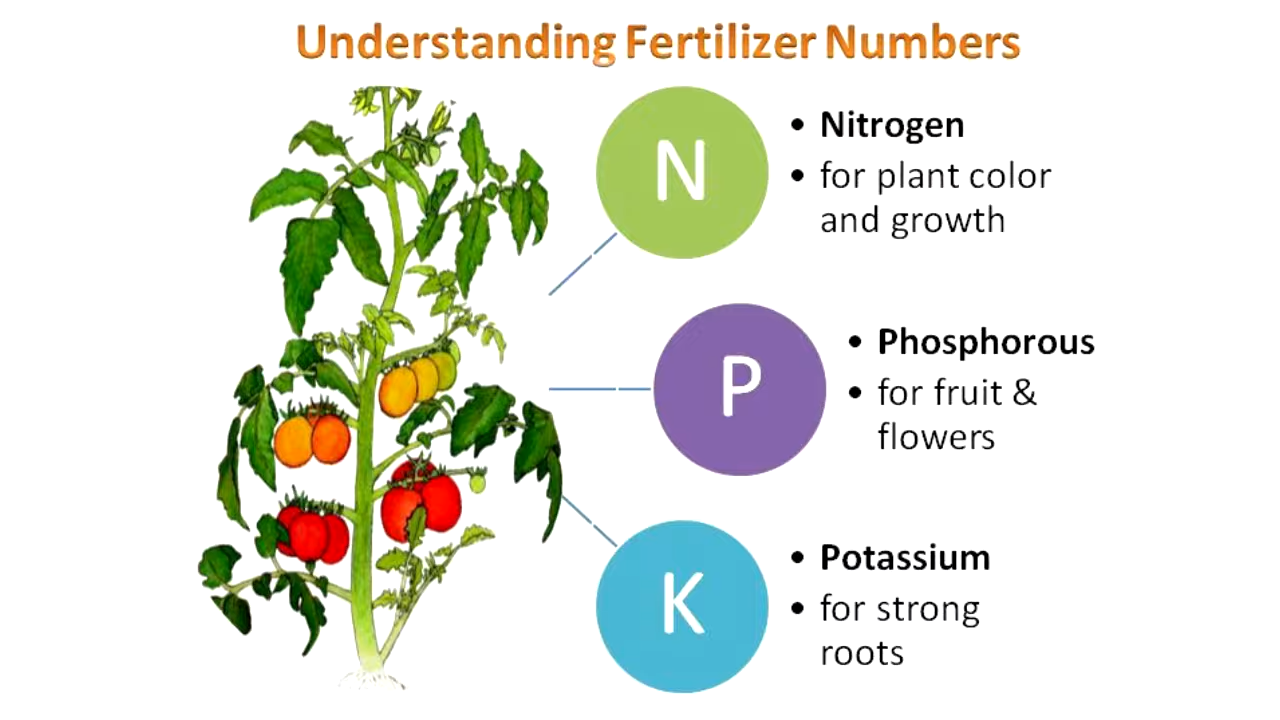 Understanding Fertilizer Numbers
N
• Nitrogen
• for plant color
and growth
P
• Phosphorous
• for fruit &
flowers
K
• Potassium
• for strong
roots